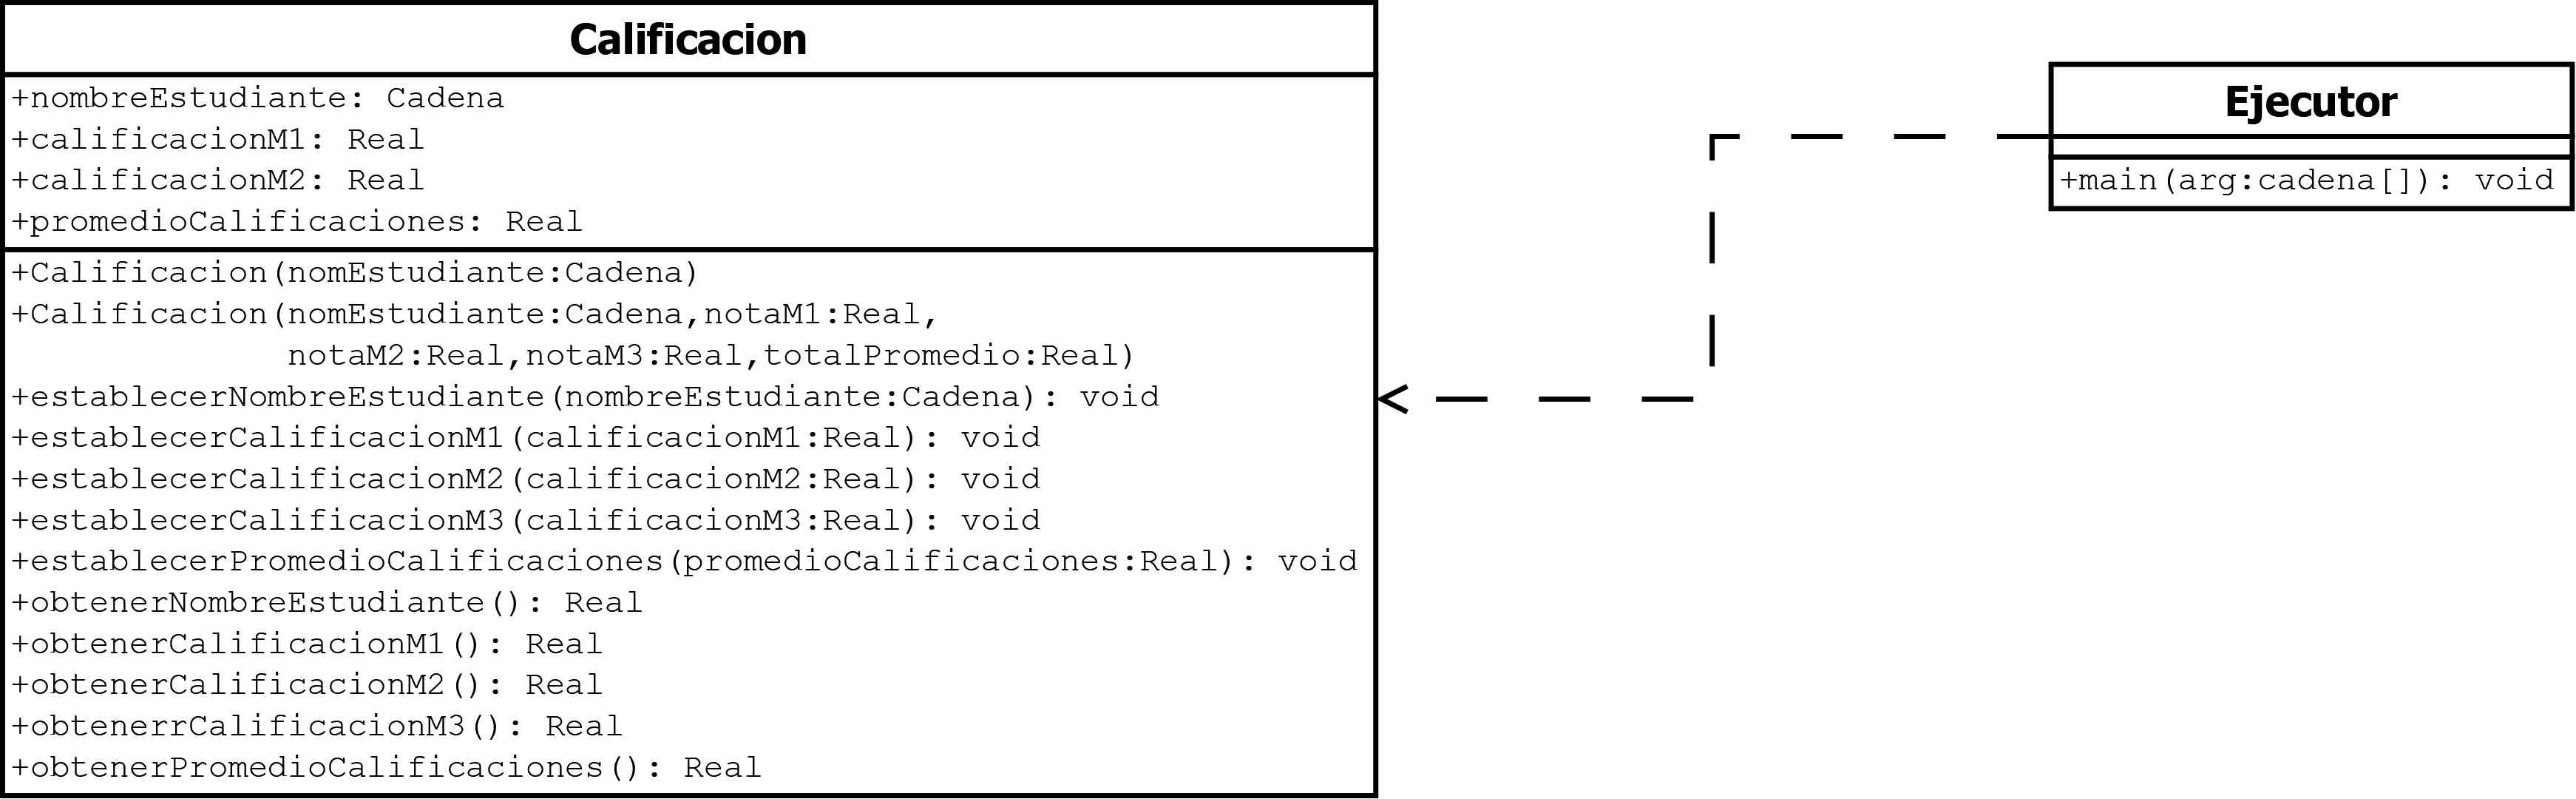 Calificacion
+nombreEstudiante: Cadena
+calificacionM1: Real
+calificacionM2: Real
+promedioCalificaciones: Real
+Calificacion(nomEstudiante:Cadena)
+Calificacion(nomEstudiante:Cadena,notaM1:Real,
notaM2:Real,notaM3:Real,totalPromedio:Real)
+establecerNombreEstudiante(nombreEstudiante:Cadena): void
+establecerCalificacionM1(calificacionM1:Real): void
+establecerCalificacionM2(calificacionM2:Real): void
+establecerCalificacionM3(calificacionM3:Real): void
+establecerPromedioCalificaciones(promedioCalificaciones:Real): void
+obtenerNombreEstudiante(): Real
+obtenerCalificacionM1(): Real
+obtenerCalificacionM2(): Real
+obtenerrCalificacionM3(): Real
+obtenerPromedioCalificaciones(): Real
Ejecutor
+main(arg:cadena[]): void